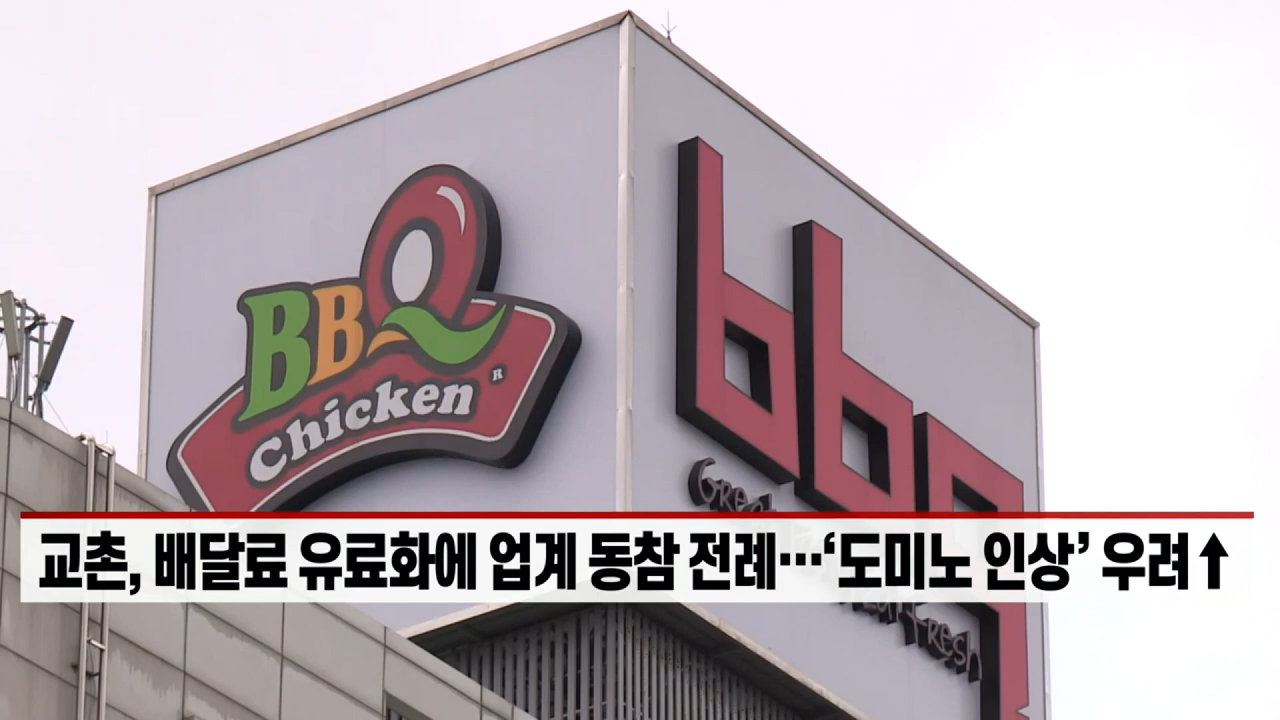 BBQ
Chicken
®
bbq
Fresh
교촌, 배달료 유료화에 업계 동참 전례…‘도미노 인상’ 우려↑